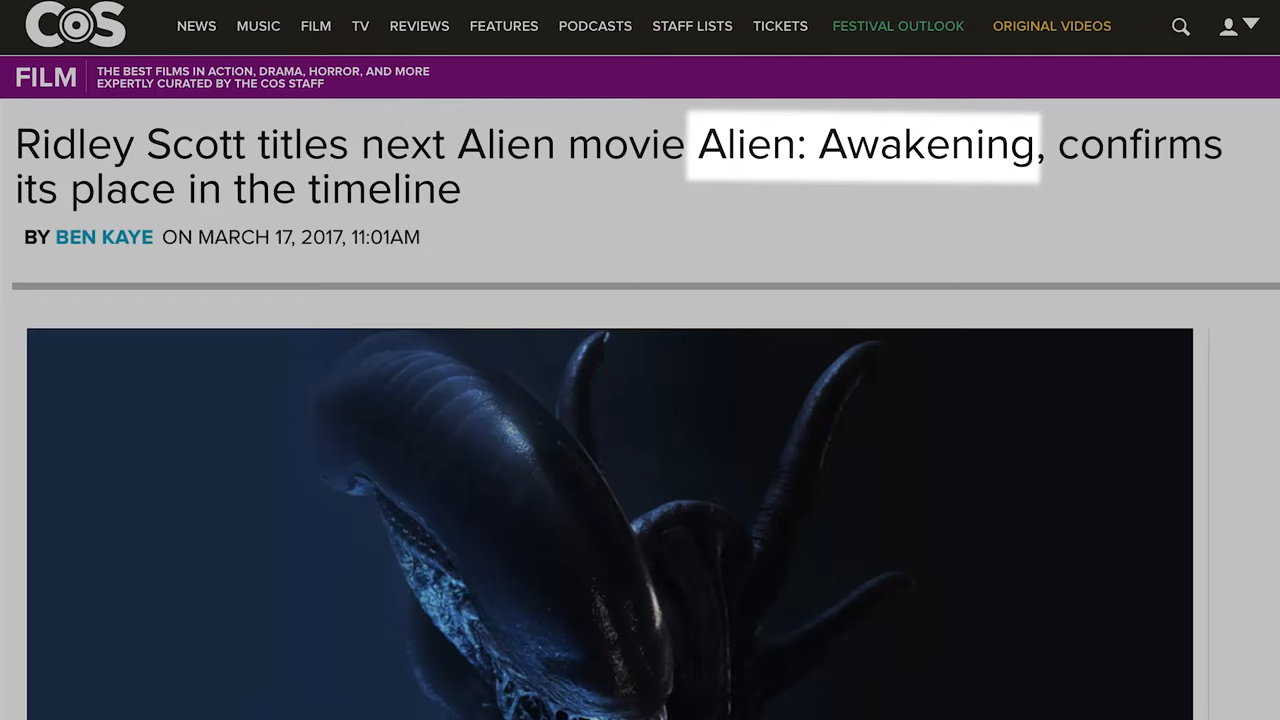 COS
NEWS MUSIC FILM TV REVIEWS FEATURES PODCASTS STAFF LISTS TICKETS FESTIVAL OUTLOOK ORIGINAL VIDEOS
FILM
THE BEST FILMS IN ACTION, DRAMA, HORROR, AND MORE
EXPERTLY CURATED BY THE COS STAFF
Ridley Scott titles next Alien movie Alien: Awakening, confirms
its place in the timeline
BY BEN KAYE ON MARCH 17, 2017, 11:01AM